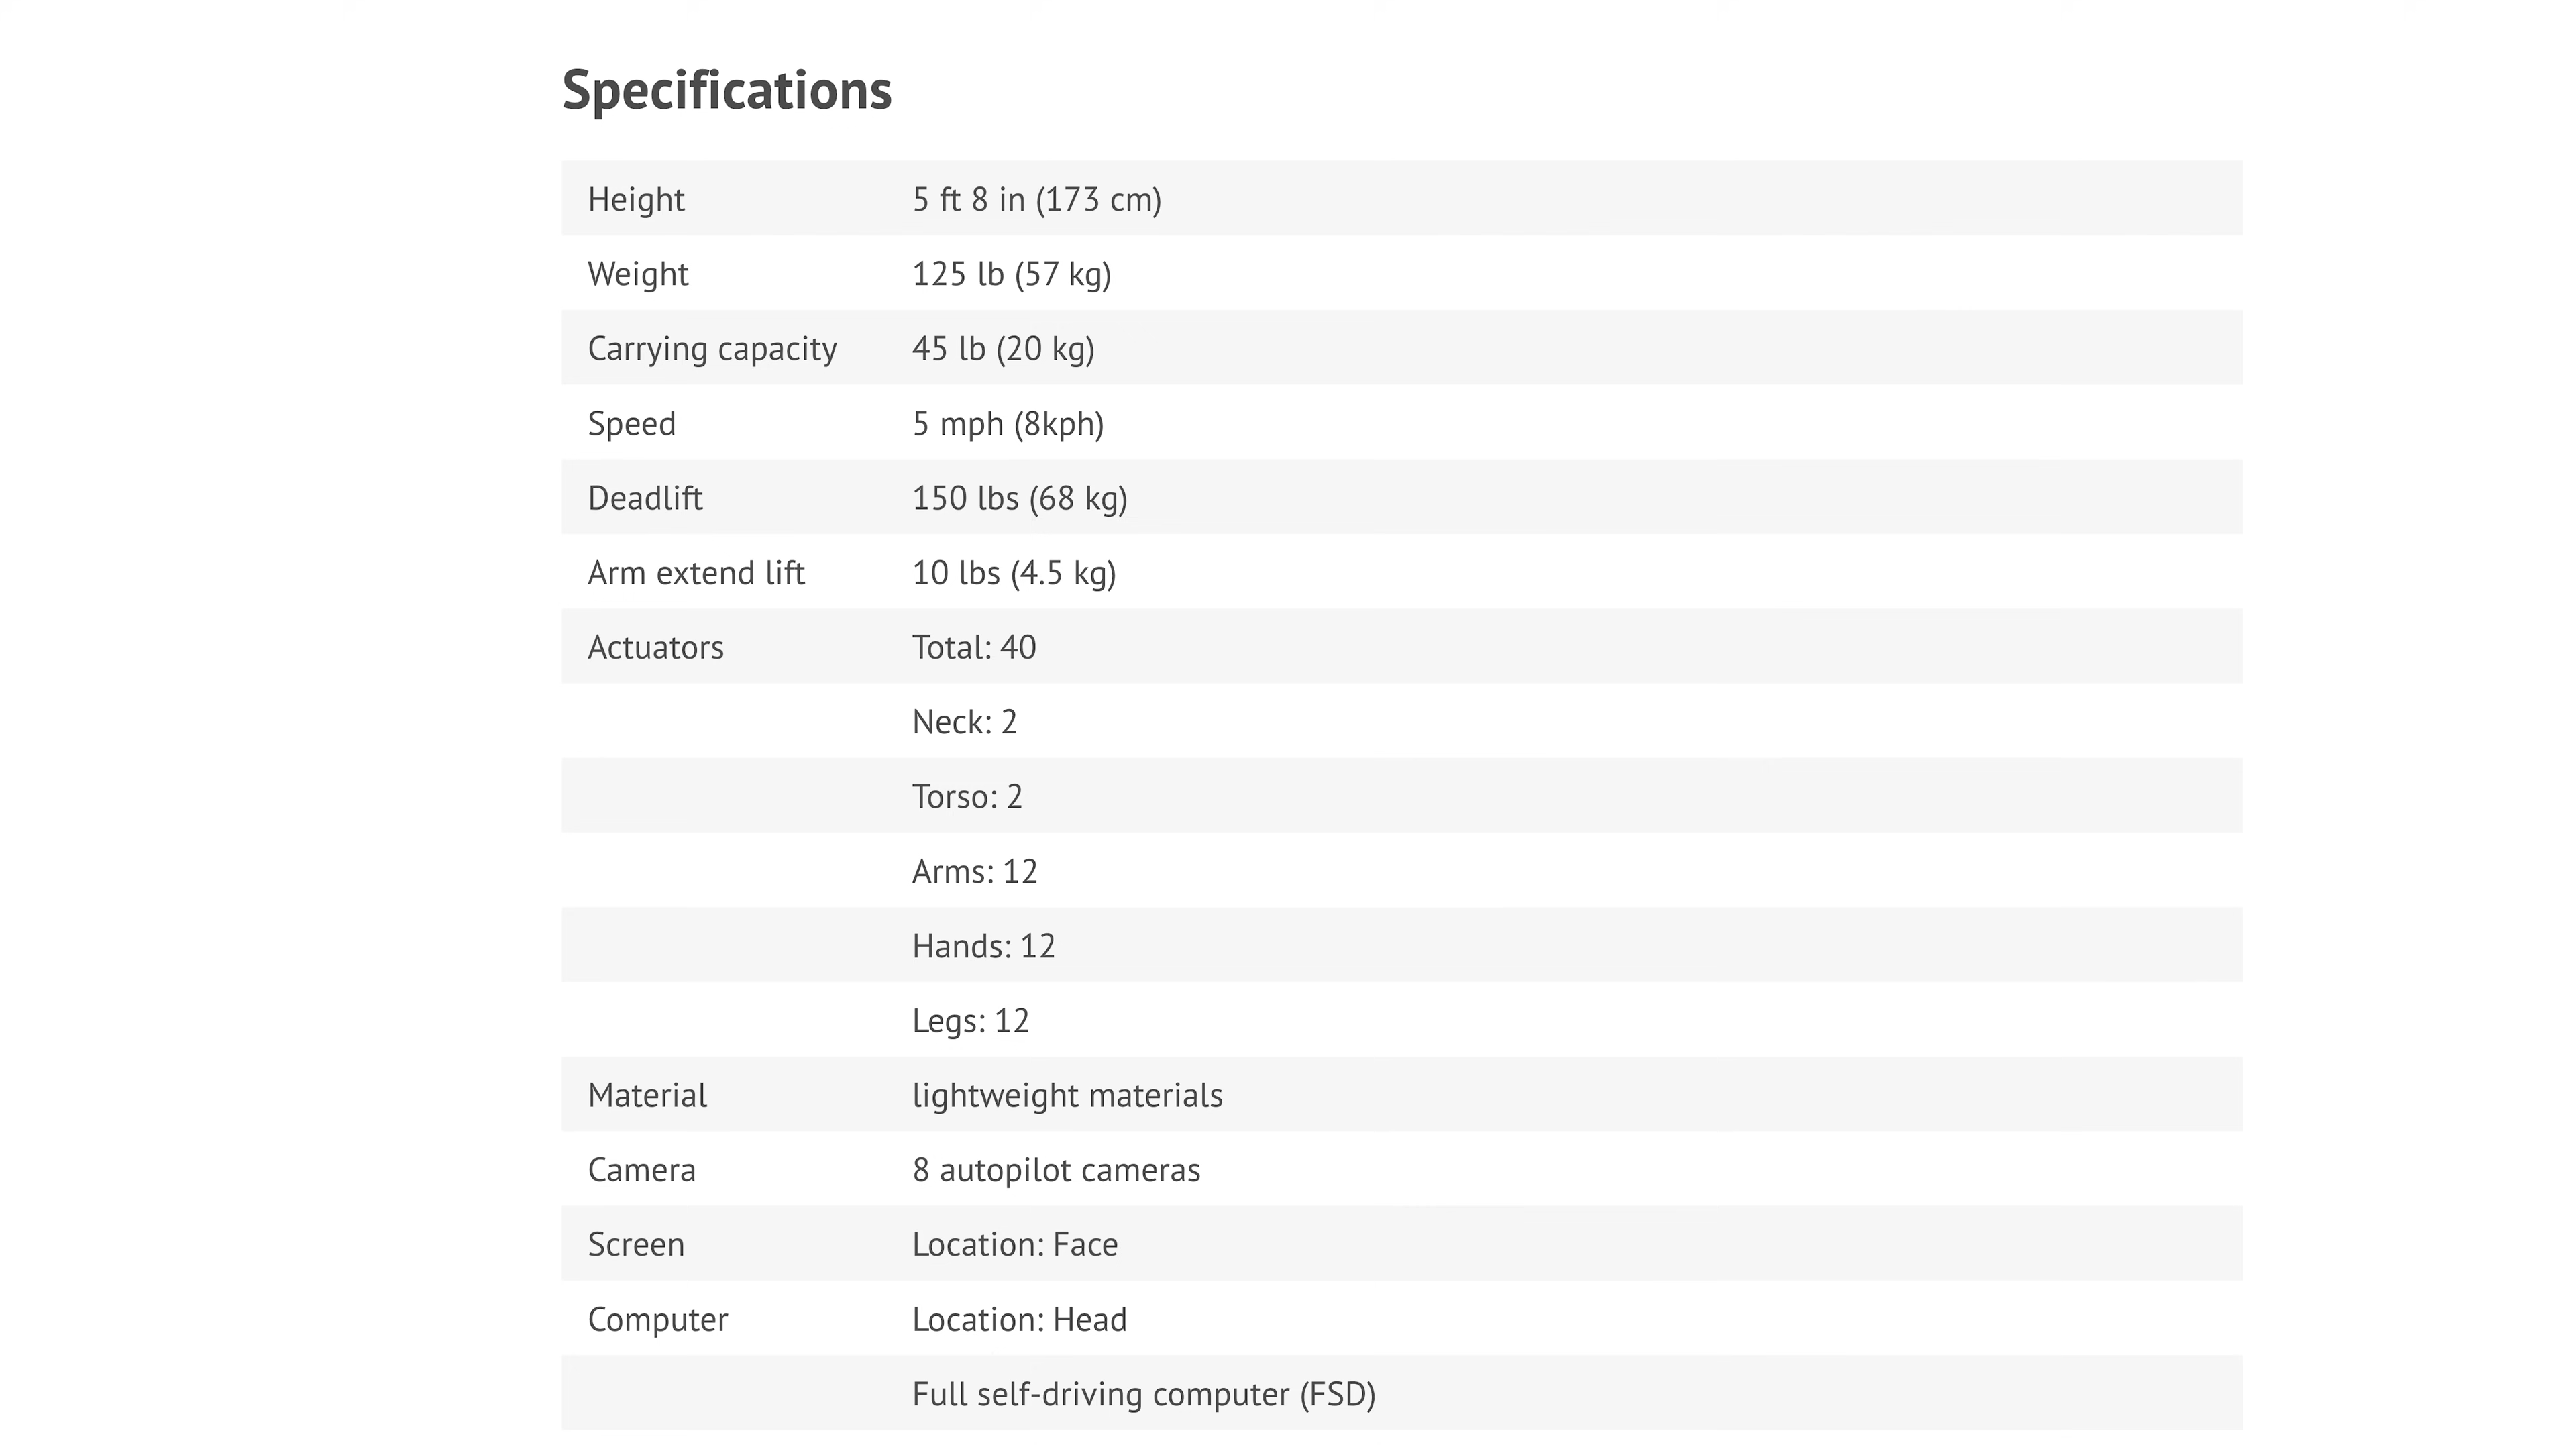 Specifications
Height 5 ft 8 in (173 cm)
Weight 125 lb (57 kg)
Carrying capacity 45 lb (20 kg)
Speed 5 mph (8kph)
Deadlift 150 lbs (68 kg)
Arm extend lift 10 lbs (4.5 kg)
Actuators Total: 40
Neck: 2
Torso: 2
Arms: 12
Hands: 12
Legs: 12
Material lightweight materials
Camera 8 autopilot cameras
Screen Location: Face
Computer Location: Head
Full self-driving computer (FSD)